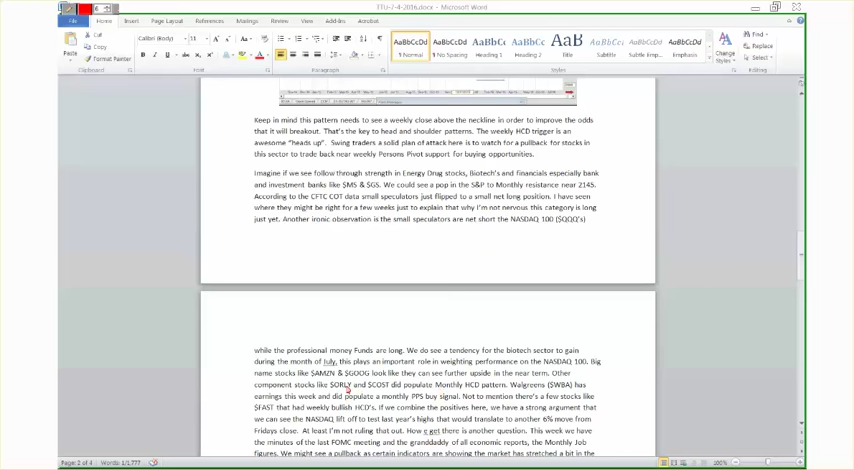 TTU-7-4-2016.docx - Microsoft Word
File Home Insert Page Layout References Mailings Review View Add-Ins Acrobat
Paste Cut Copy Format Painter Clipboard
Calibri (Body) 11 Font
Paragraph
AaBbCcDd ¶ Normal AaBbCcDd ¶ No Spacing AaBbCc Heading 1 AaBbCc Heading 2 AaB Title AaBbCc. Subtitle AaBbCcDd Subtle Em... AaBbCcDd Emphasis Styles
Change Styles
Find Replace Select Editing
Keep in mind this pattern needs to see a weekly close above the neckline in order to improve the odds
that it will breakout. That's the key to head and shoulder patterns. The weekly HCD trigger is an
awesome "heads up". Swing traders a solid plan of attack here is to watch for a pullback for stocks in
this sector to trade back near weekly Persons Pivot support for buying opportunities.
Imagine if we see follow through strength in Energy Drug stocks, Biotech's and financials especially bank
and investment banks like $MS & $GS. We could see a pop in the S&P to Monthly resistance near 2145.
According to the CFTC COT data small speculators just flipped to a small net long position. I have seen
where they might be right for a few weeks just to explain that why I'm not nervous this category is long
just yet. Another ironic observation is the small speculators are net short the NASDAQ 100 ($QQQ's)
while the professional money Funds are long. We do see a tendency for the biotech sector to gain
during the month of July, this plays an important role in weighting performance on the NASDAQ 100. Big
name stocks like $AMZN & $GOOG look like they can see further upside in the near term. Other
component stocks like $ORLY and $COST did populate Monthly HCD pattern. Walgreens ($WBA) has
earnings this week and did populate a monthly PPS buy signal. Not to mention there's a few stocks like
$FAST that had weekly bullish HCD's. If we combine the positives here, we have a strong argument that
we can see the NASDAQ lift off to test last year's highs that would translate to another 6% move from
Fridays close. At least I'm not ruling that out. How e get there is another question. This week we have
the minutes of the last FOMC meeting and the granddaddy of all economic reports, the Monthly Job
figures. We might see a pullback as certain indicators are showing the market has stretched a bit in the
Page: 2 of 4 Words: 1/1,777 100%